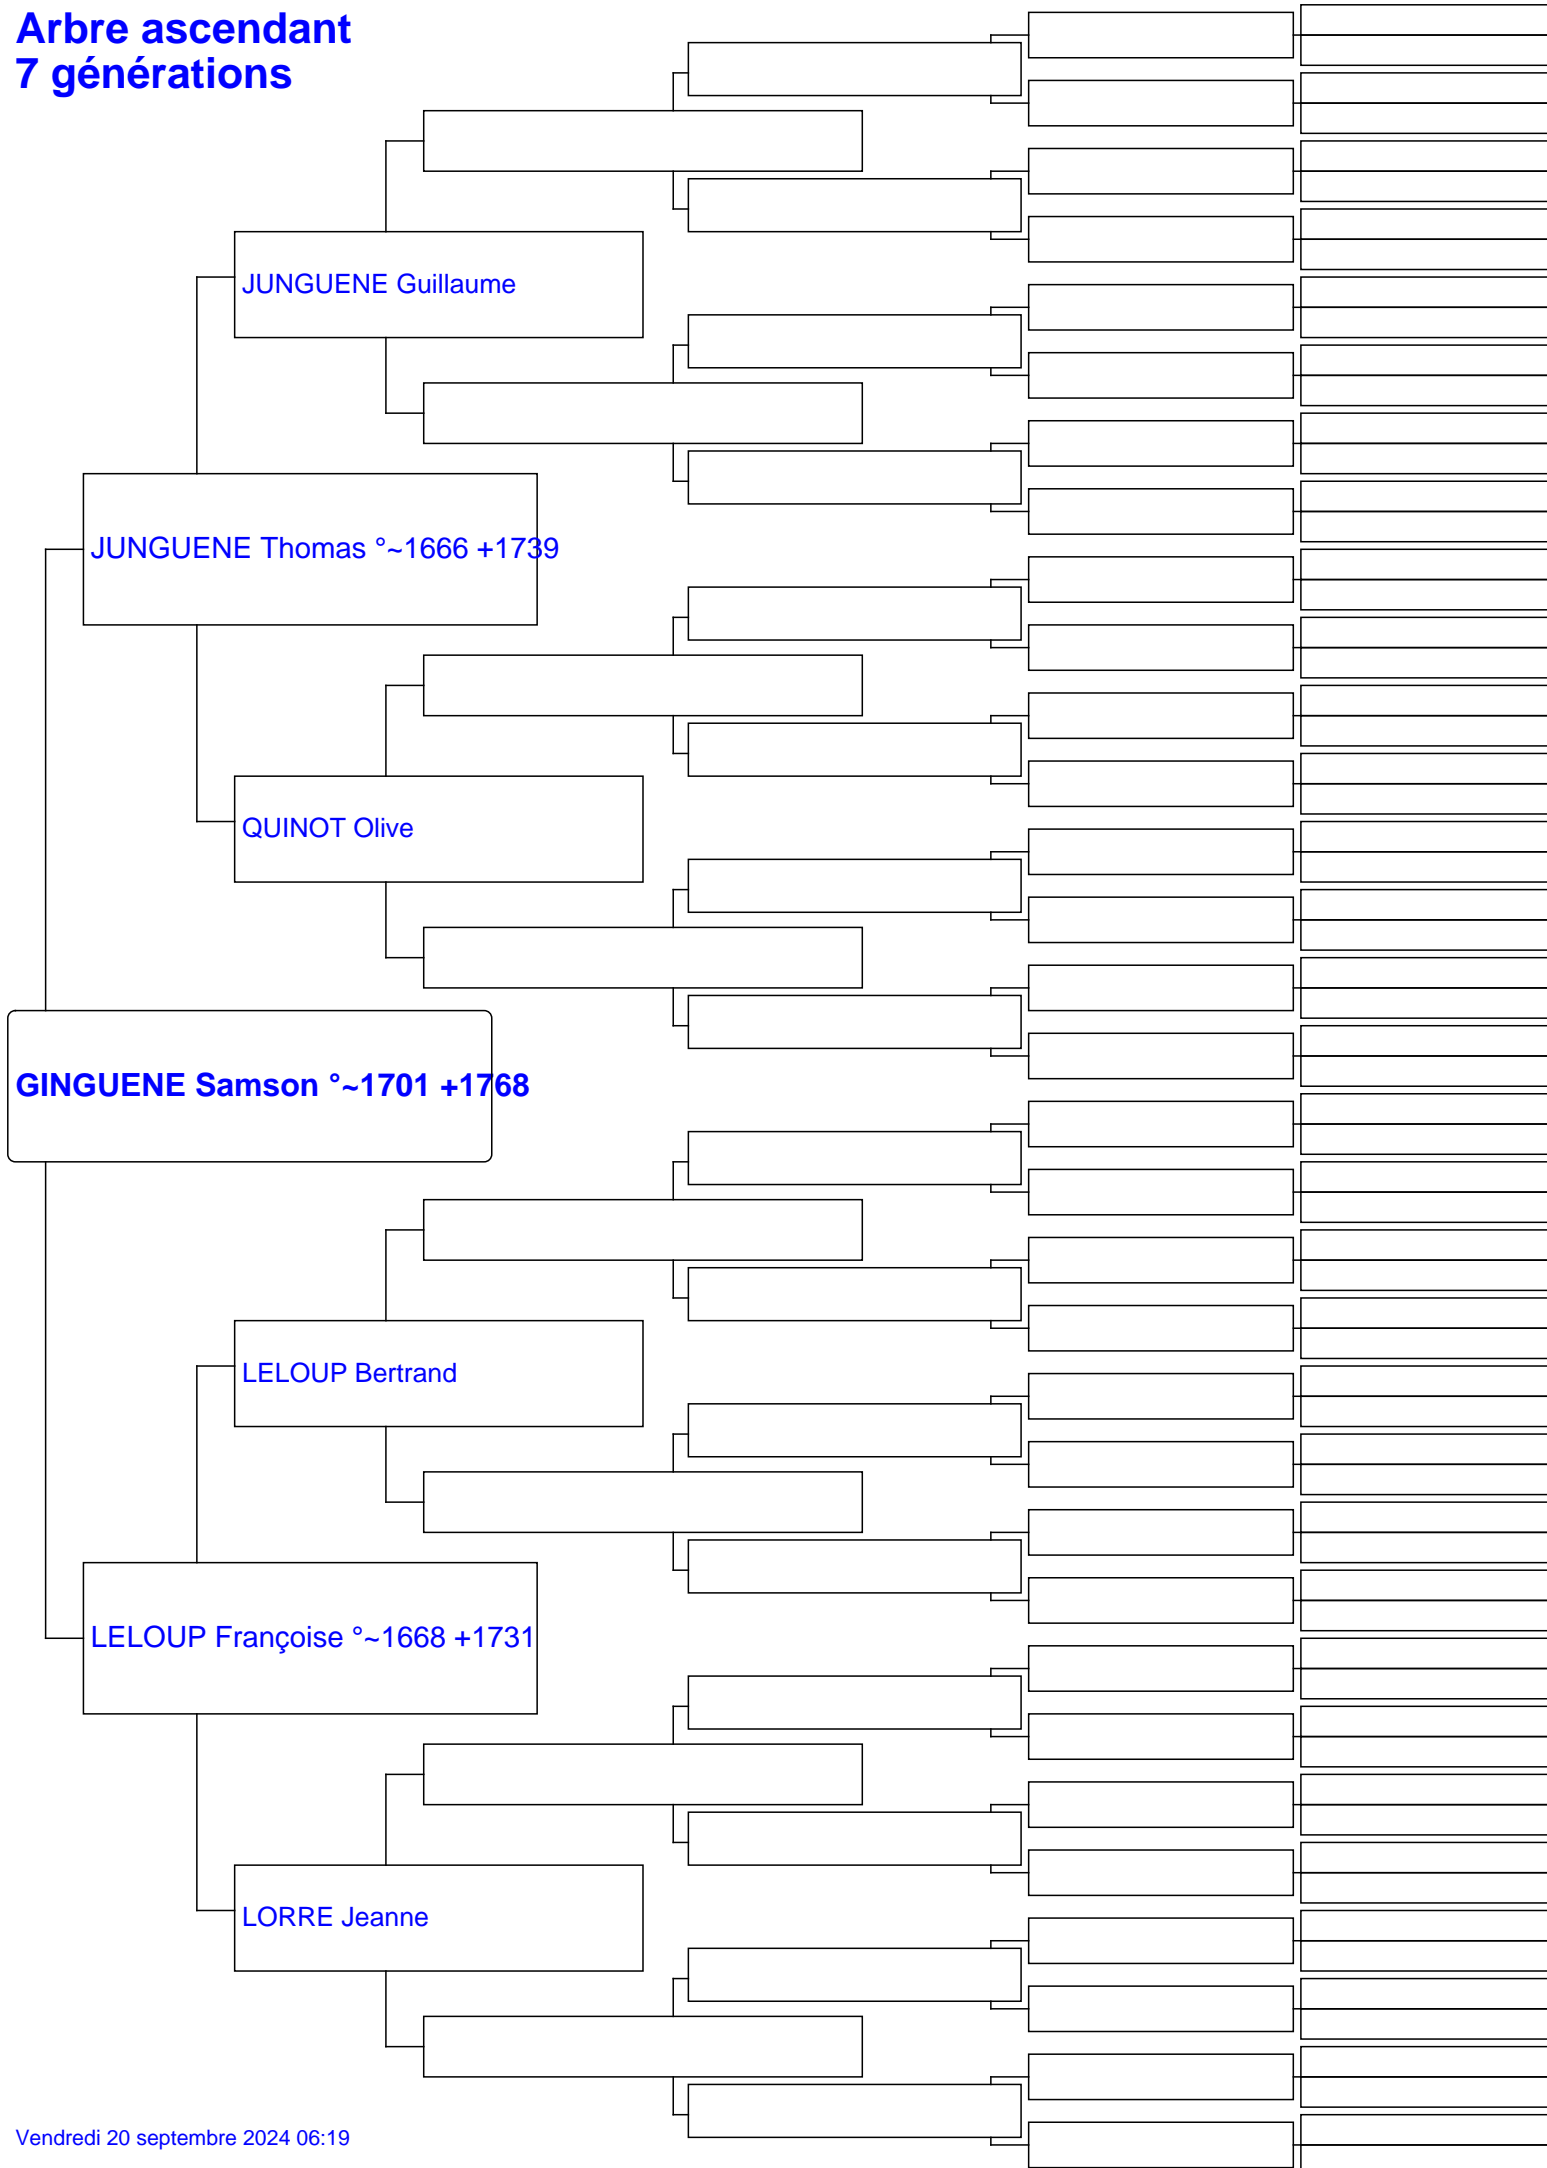 Arbre ascendant
7 générations
JUNGUENE Guillaume
JUNGUENE Thomas °~1666 +1739
QUINOT Olive
GINGUENE Samson °~1701 +1768
LELOUP Bertrand
LELOUP Françoise °~1668 +1731
LORRE Jeanne
Vendredi 20 septembre 2024 06:19